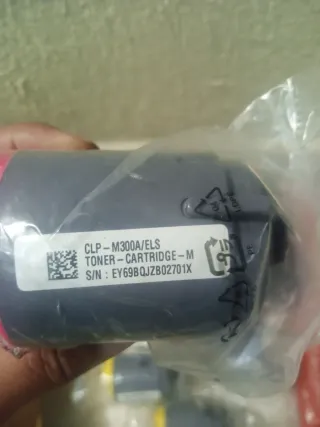 CLP-M300A/ELS
TONER-CARTRIDGE-M
S/N : EY69BQJZB02701X